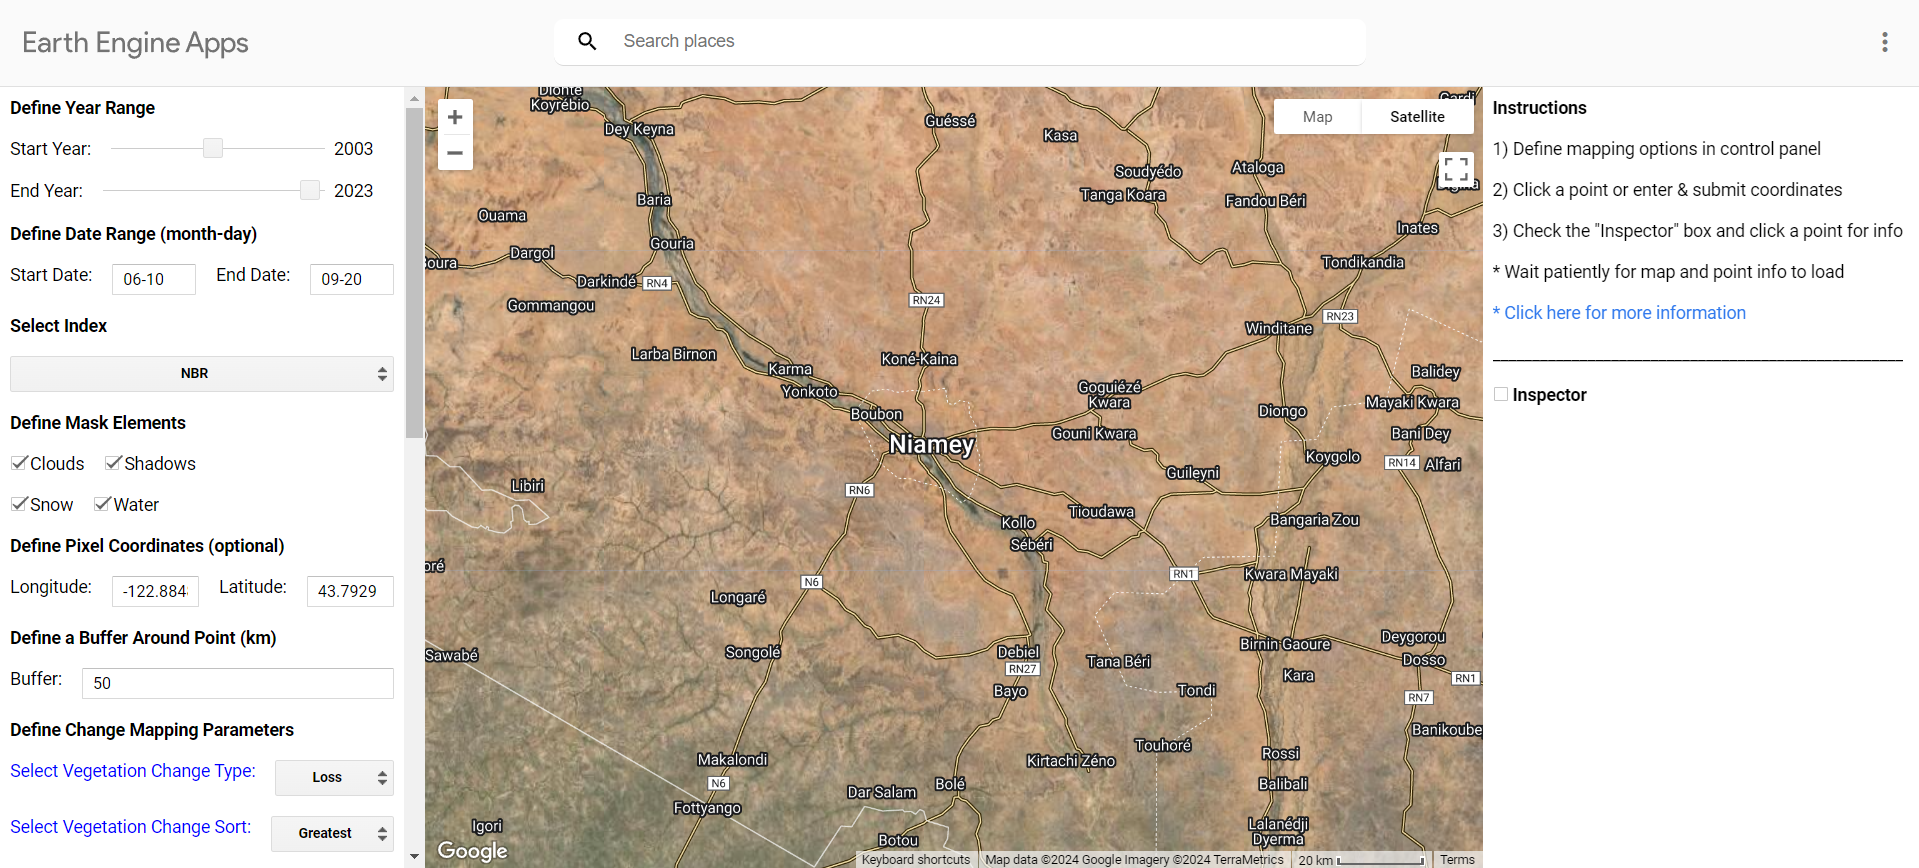 Earth Engine Apps
Search places
Define Year Range
Start Year: 2003
End Year: 2023
Define Date Range (month-day)
Start Date: 06-10 End Date: 09-20
Select Index
NBR
Define Mask Elements
Clouds Shadows
Snow Water
Define Pixel Coordinates (optional)
Longitude: -122.884 Latitude: 43.7929
Define a Buffer Around Point (km)
Buffer: 50
Define Change Mapping Parameters
Select Vegetation Change Type: Loss
Select Vegetation Change Sort: Greatest
+
−
Map Satellite
Dionte
Koyrébio
Dey Keyna
Guéssé
Kasa
Gardi
Soudyédo
Ataloga
Tanga Koara
Fandou Béri
Baria
Ouama
Inates
Gouria
Dargol
oura
Tondikandia
Darkindé
RN4
Gommangou
RN24
RN23
Winditane
Larba Birnon
Koné-Kaina
Karma
Yonkoto
Balidey
Goguiézé
Kwara
Mayaki Kwara
Boubon
Diongo
Niamey
Gouni Kwara
Bani Dey
Koygolo
RN14
Alfari
Guileyni
Libiri
RN6
Tioudawa
Kollo
Bangaria Zou
Sébéri
oré
N6
RN1
Kwara Mayaki
Longaré
Deygorou
Birnin Gaoure
Sawabé
Songolé
Debiel
RN27
Tana Béri
Dosso
Kara
RN1
Bayo
Tondi
RN7
Banikoube
Touhoré
Makalondi
Kirtachi Zéno
Rossi
N6
Dar Salam
Bolé
Balibali
Fottyango
Igori
Botou
Lalanédji
Dyerma
Google
Keyboard shortcuts Map data ©2024 Google Imagery ©2024 TerraMetrics 20 km Terms
Instructions
1) Define mapping options in control panel
2) Click a point or enter & submit coordinates
3) Check the "Inspector" box and click a point for info
* Wait patiently for map and point info to load
* Click here for more information
Inspector